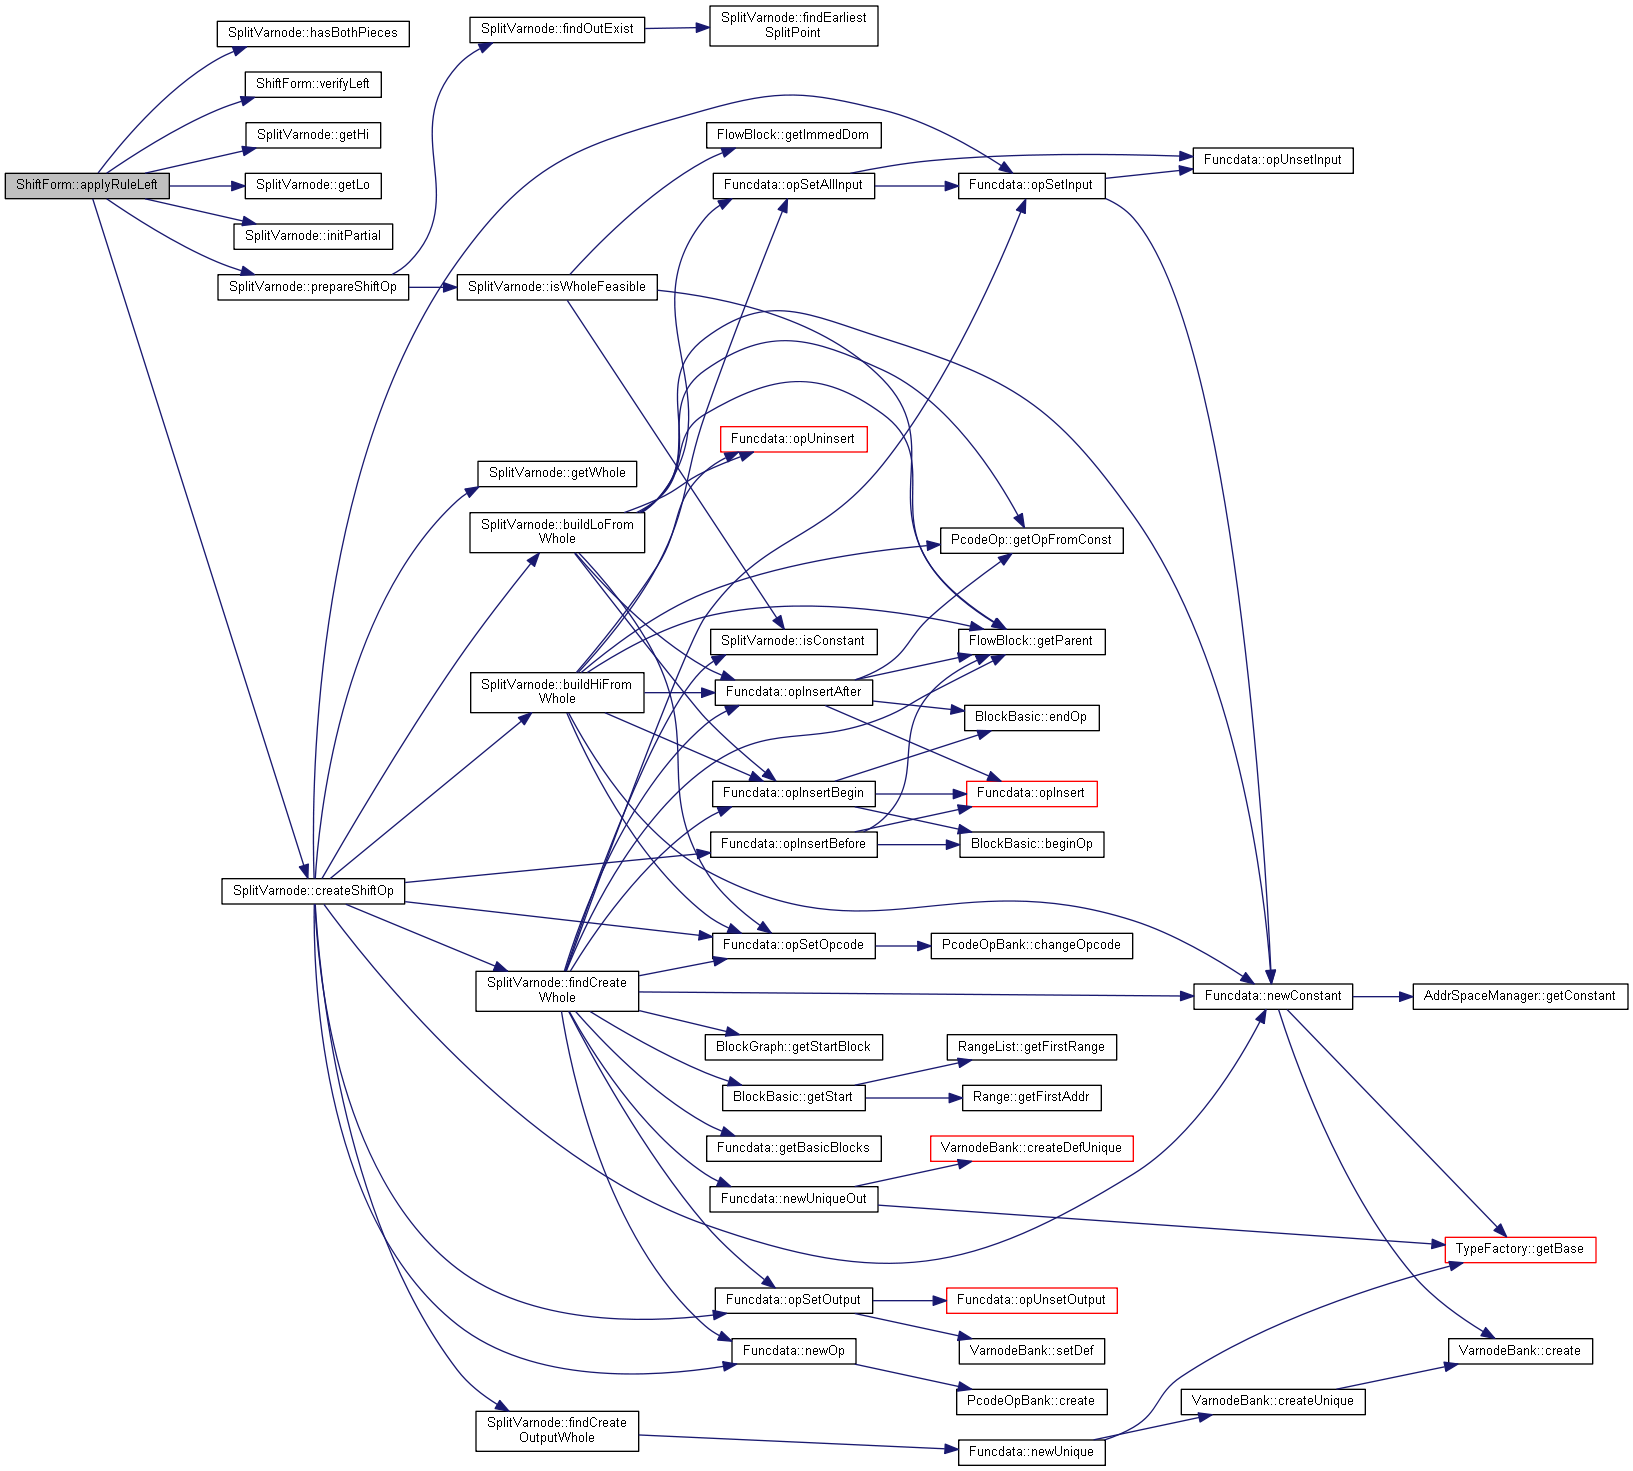 ShiftForm::applyRuleLeft
SplitVarnode::hasBothPieces
ShiftForm::verifyLeft
SplitVarnode::getHi
SplitVarnode::getLo
SplitVarnode::initPartial
SplitVarnode::prepareShiftOp
SplitVarnode::createShiftOp
SplitVarnode::findOutExist
SplitVarnode::isWholeFeasible
SplitVarnode::getWhole
SplitVarnode::buildLoFrom
Whole
SplitVarnode::buildHiFrom
Whole
SplitVarnode::findCreate
Whole
SplitVarnode::findCreate
OutputWhole
SplitVarnode::findEarliest
SplitPoint
FlowBlock::getImmedDom
Funcdata::opSetAllInput
Funcdata::opUninsert
SplitVarnode::isConstant
Funcdata::opInsertAfter
Funcdata::opInsertBegin
Funcdata::opInsertBefore
Funcdata::opSetOpcode
BlockGraph::getStartBlock
BlockBasic::getStart
Funcdata::getBasicBlocks
Funcdata::newUniqueOut
Funcdata::opSetOutput
Funcdata::newOp
Funcdata::opSetInput
PcodeOp::getOpFromConst
FlowBlock::getParent
BlockBasic::endOp
Funcdata::opInsert
BlockBasic::beginOp
PcodeOpBank::changeOpcode
RangeList::getFirstRange
Range::getFirstAddr
VarnodeBank::createDefUnique
Funcdata::opUnsetOutput
VarnodeBank::setDef
PcodeOpBank::create
Funcdata::newUnique
Funcdata::opUnsetInput
Funcdata::newConstant
VarnodeBank::createUnique
AddrSpaceManager::getConstant
TypeFactory::getBase
VarnodeBank::create